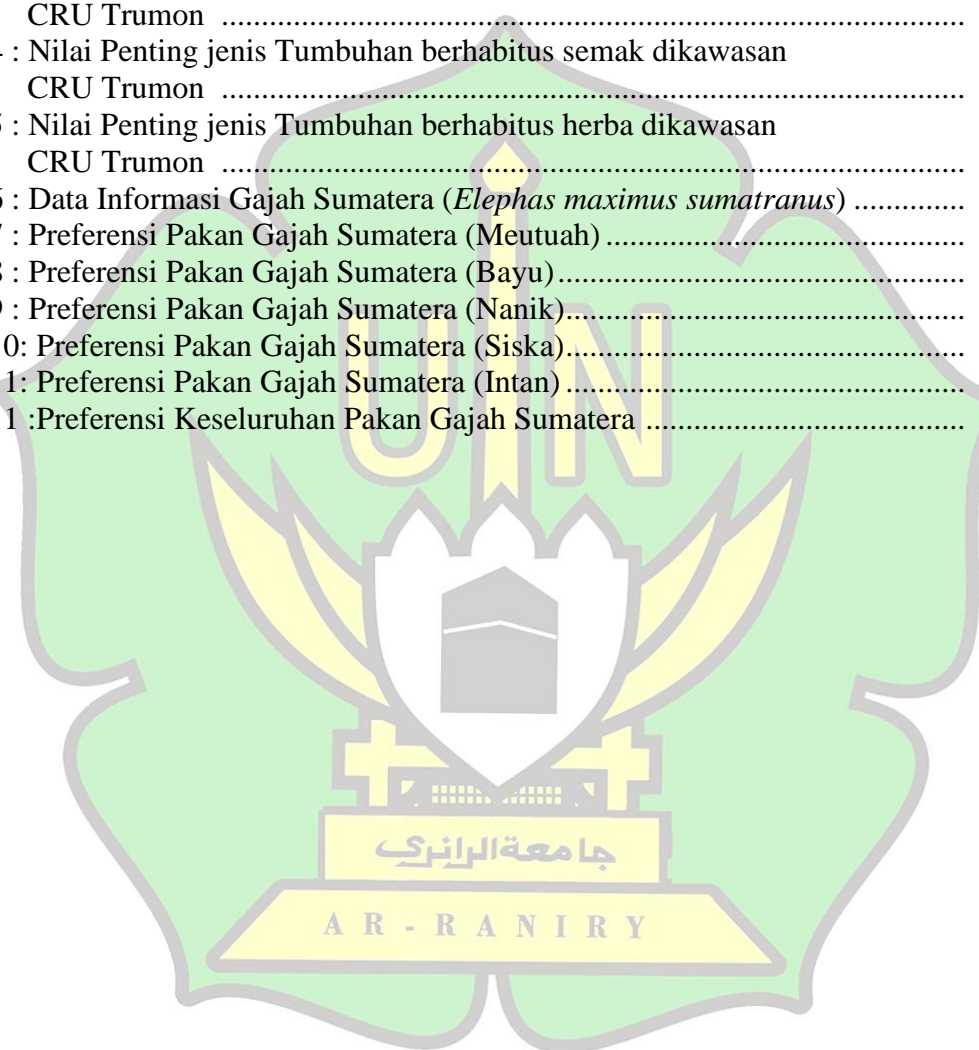 CRU Trumon ................................................................................................
: Nilai Penting jenis Tumbuhan berhabitus semak dikawasan
CRU Trumon ................................................................................................
: Nilai Penting jenis Tumbuhan berhabitus herba dikawasan
CRU Trumon ................................................................................................
: Data Informasi Gajah Sumatera (Elephas maximus sumatranus) ...............
: Preferensi Pakan Gajah Sumatera (Meutuah) ...............................................
: Preferensi Pakan Gajah Sumatera (Bayu) .....................................................
: Preferensi Pakan Gajah Sumatera (Nanik)....................................................
0: Preferensi Pakan Gajah Sumatera (Siska)....................................................
1: Preferensi Pakan Gajah Sumatera (Intan) ....................................................
1 :Preferensi Keseluruhan Pakan Gajah Sumatera ..........................................
UIN
جامعة الرانري
AR-RANIRY